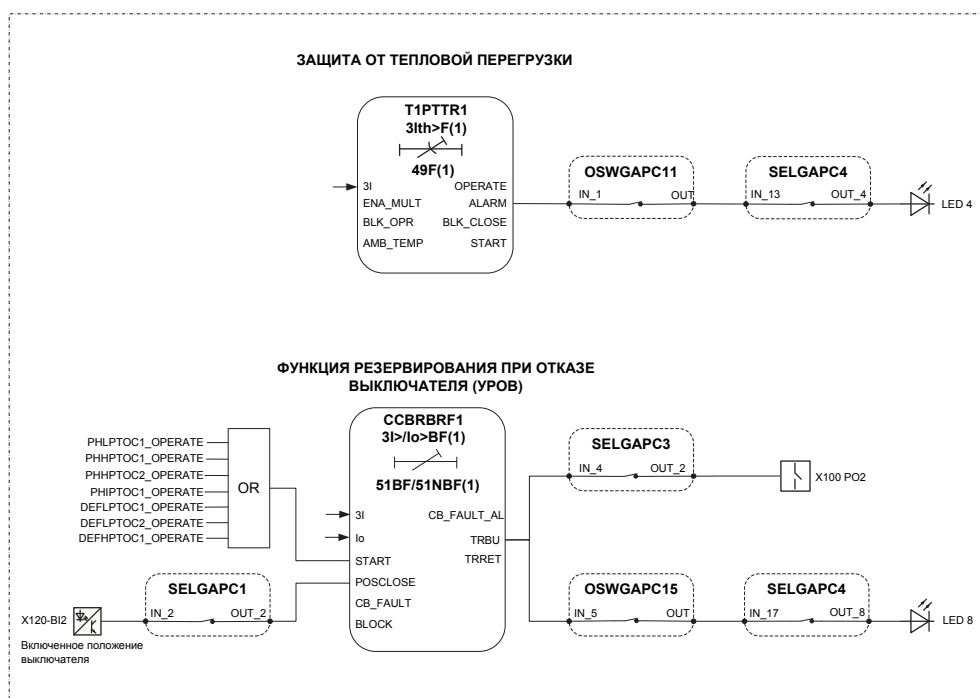 ЗАЩИТА ОТ ТЕПЛОВОЙ ПЕРЕГРУЗКИ
T1PTTR1
3Ith>F(1)
49F(1)
3I
ENA_MULT
BLK_OPR
AMB_TEMP
OPERATE
ALARM
BLK_CLOSE
START
OSWGAPC11
IN_1
OUT
SELGAPC4
IN_13
OUT_4
LED 4
ФУНКЦИЯ РЕЗЕРВИРОВАНИЯ ПРИ ОТКАЗЕ
ВЫКЛЮЧАТЕЛЯ (УРОВ)
PHLPTOC1_OPERATE
PHHPTOC1_OPERATE
PHHPTOC2_OPERATE
PHIPTOC1_OPERATE
DEFLPTOC1_OPERATE
DEFLPTOC2_OPERATE
DEFHPTOC1_OPERATE
OR
CCBRBRF1
3I>/Io>BF(1)
51BF/51NBF(1)
3I
Io
START
POSCLOSE
CB_FAULT
BLOCK
CB_FAULT_AL
TRBU
TRRET
SELGAPC3
IN_4
OUT_2
X100 PO2
SELGAPC1
IN_2
OUT_2
X120-BI2
Включенное положение
выключателя
OSWGAPC15
IN_5
OUT
SELGAPC4
IN_17
OUT_8
LED 8